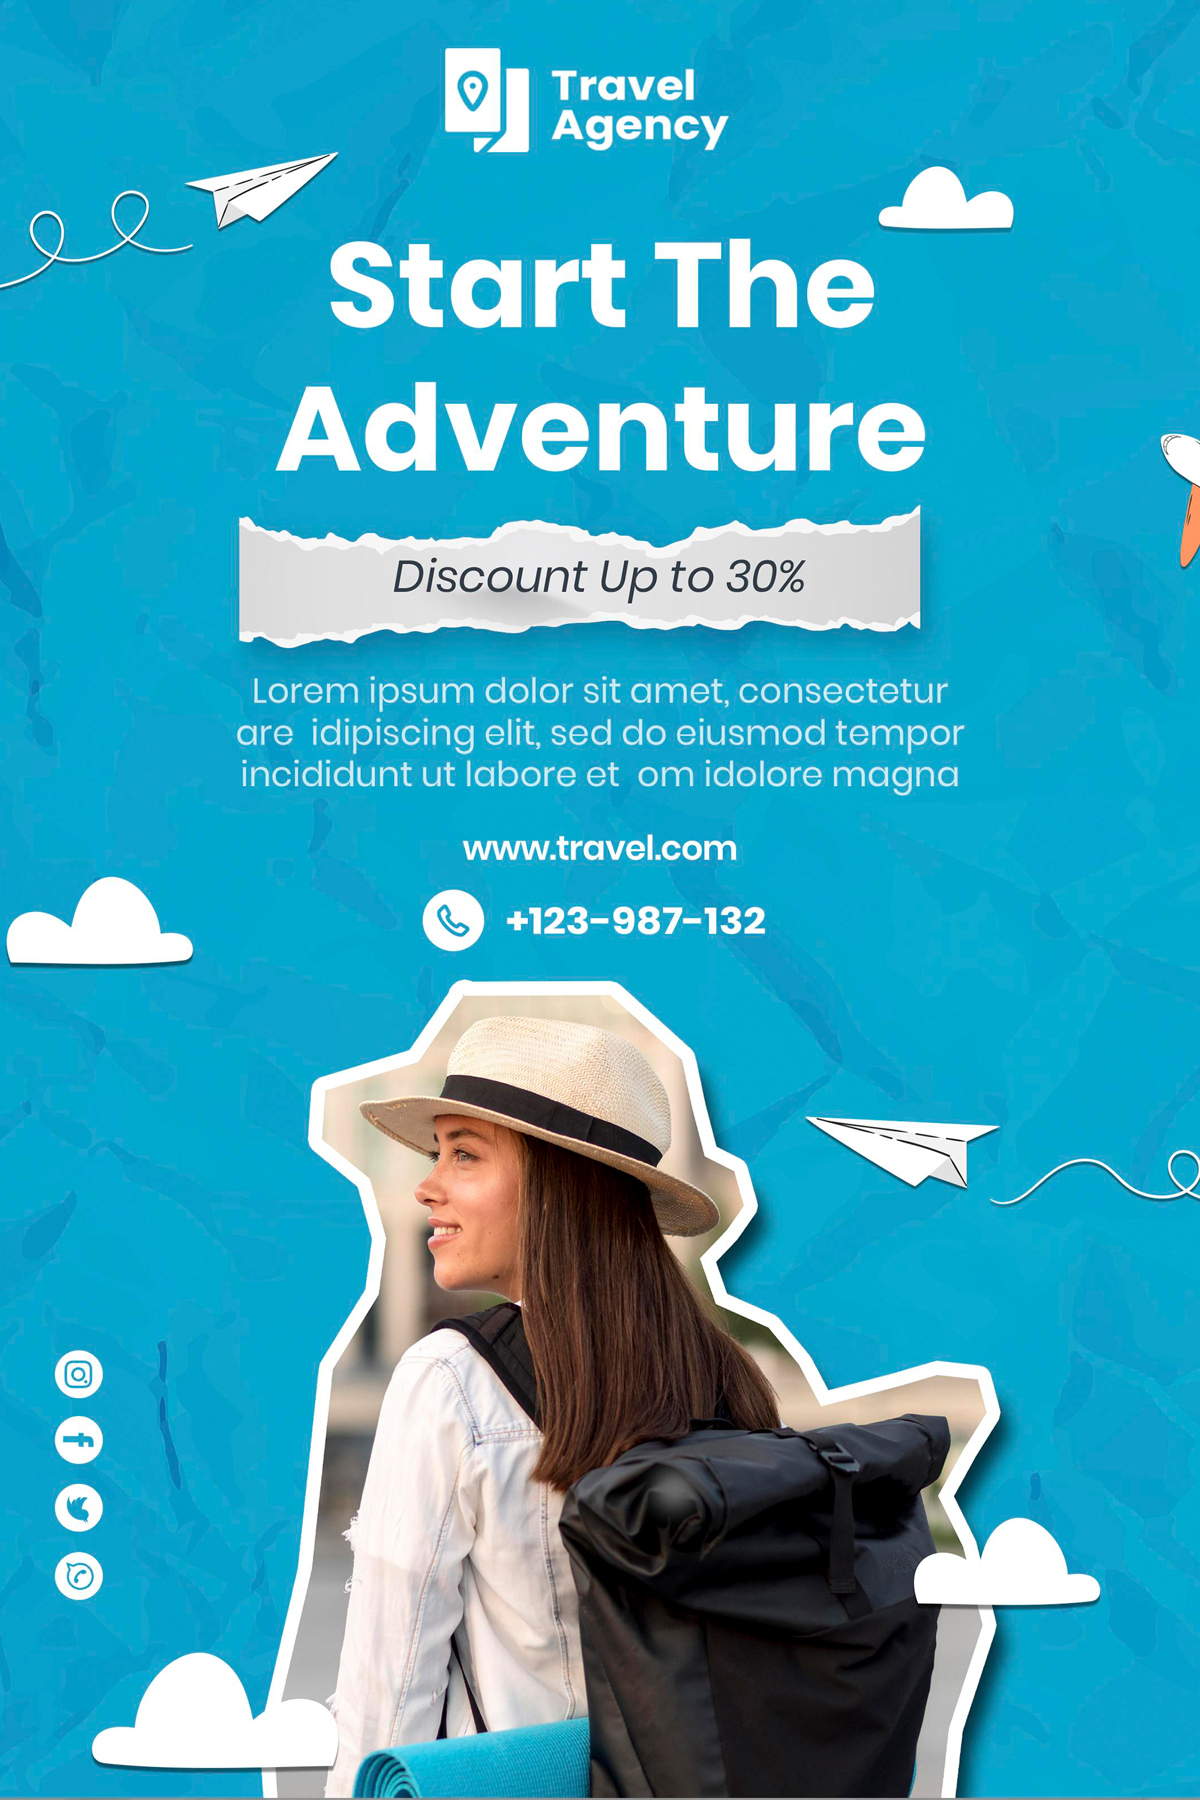 Travel
Agency
Start The
Adventure
Discount Up to 30%
Lorem ipsum dolor sit amet, consectetur
are  idipiscing elit, sed do eiusmod tempor
incididunt ut labore et  om idolore magna
www.travel.com
+123-987-132